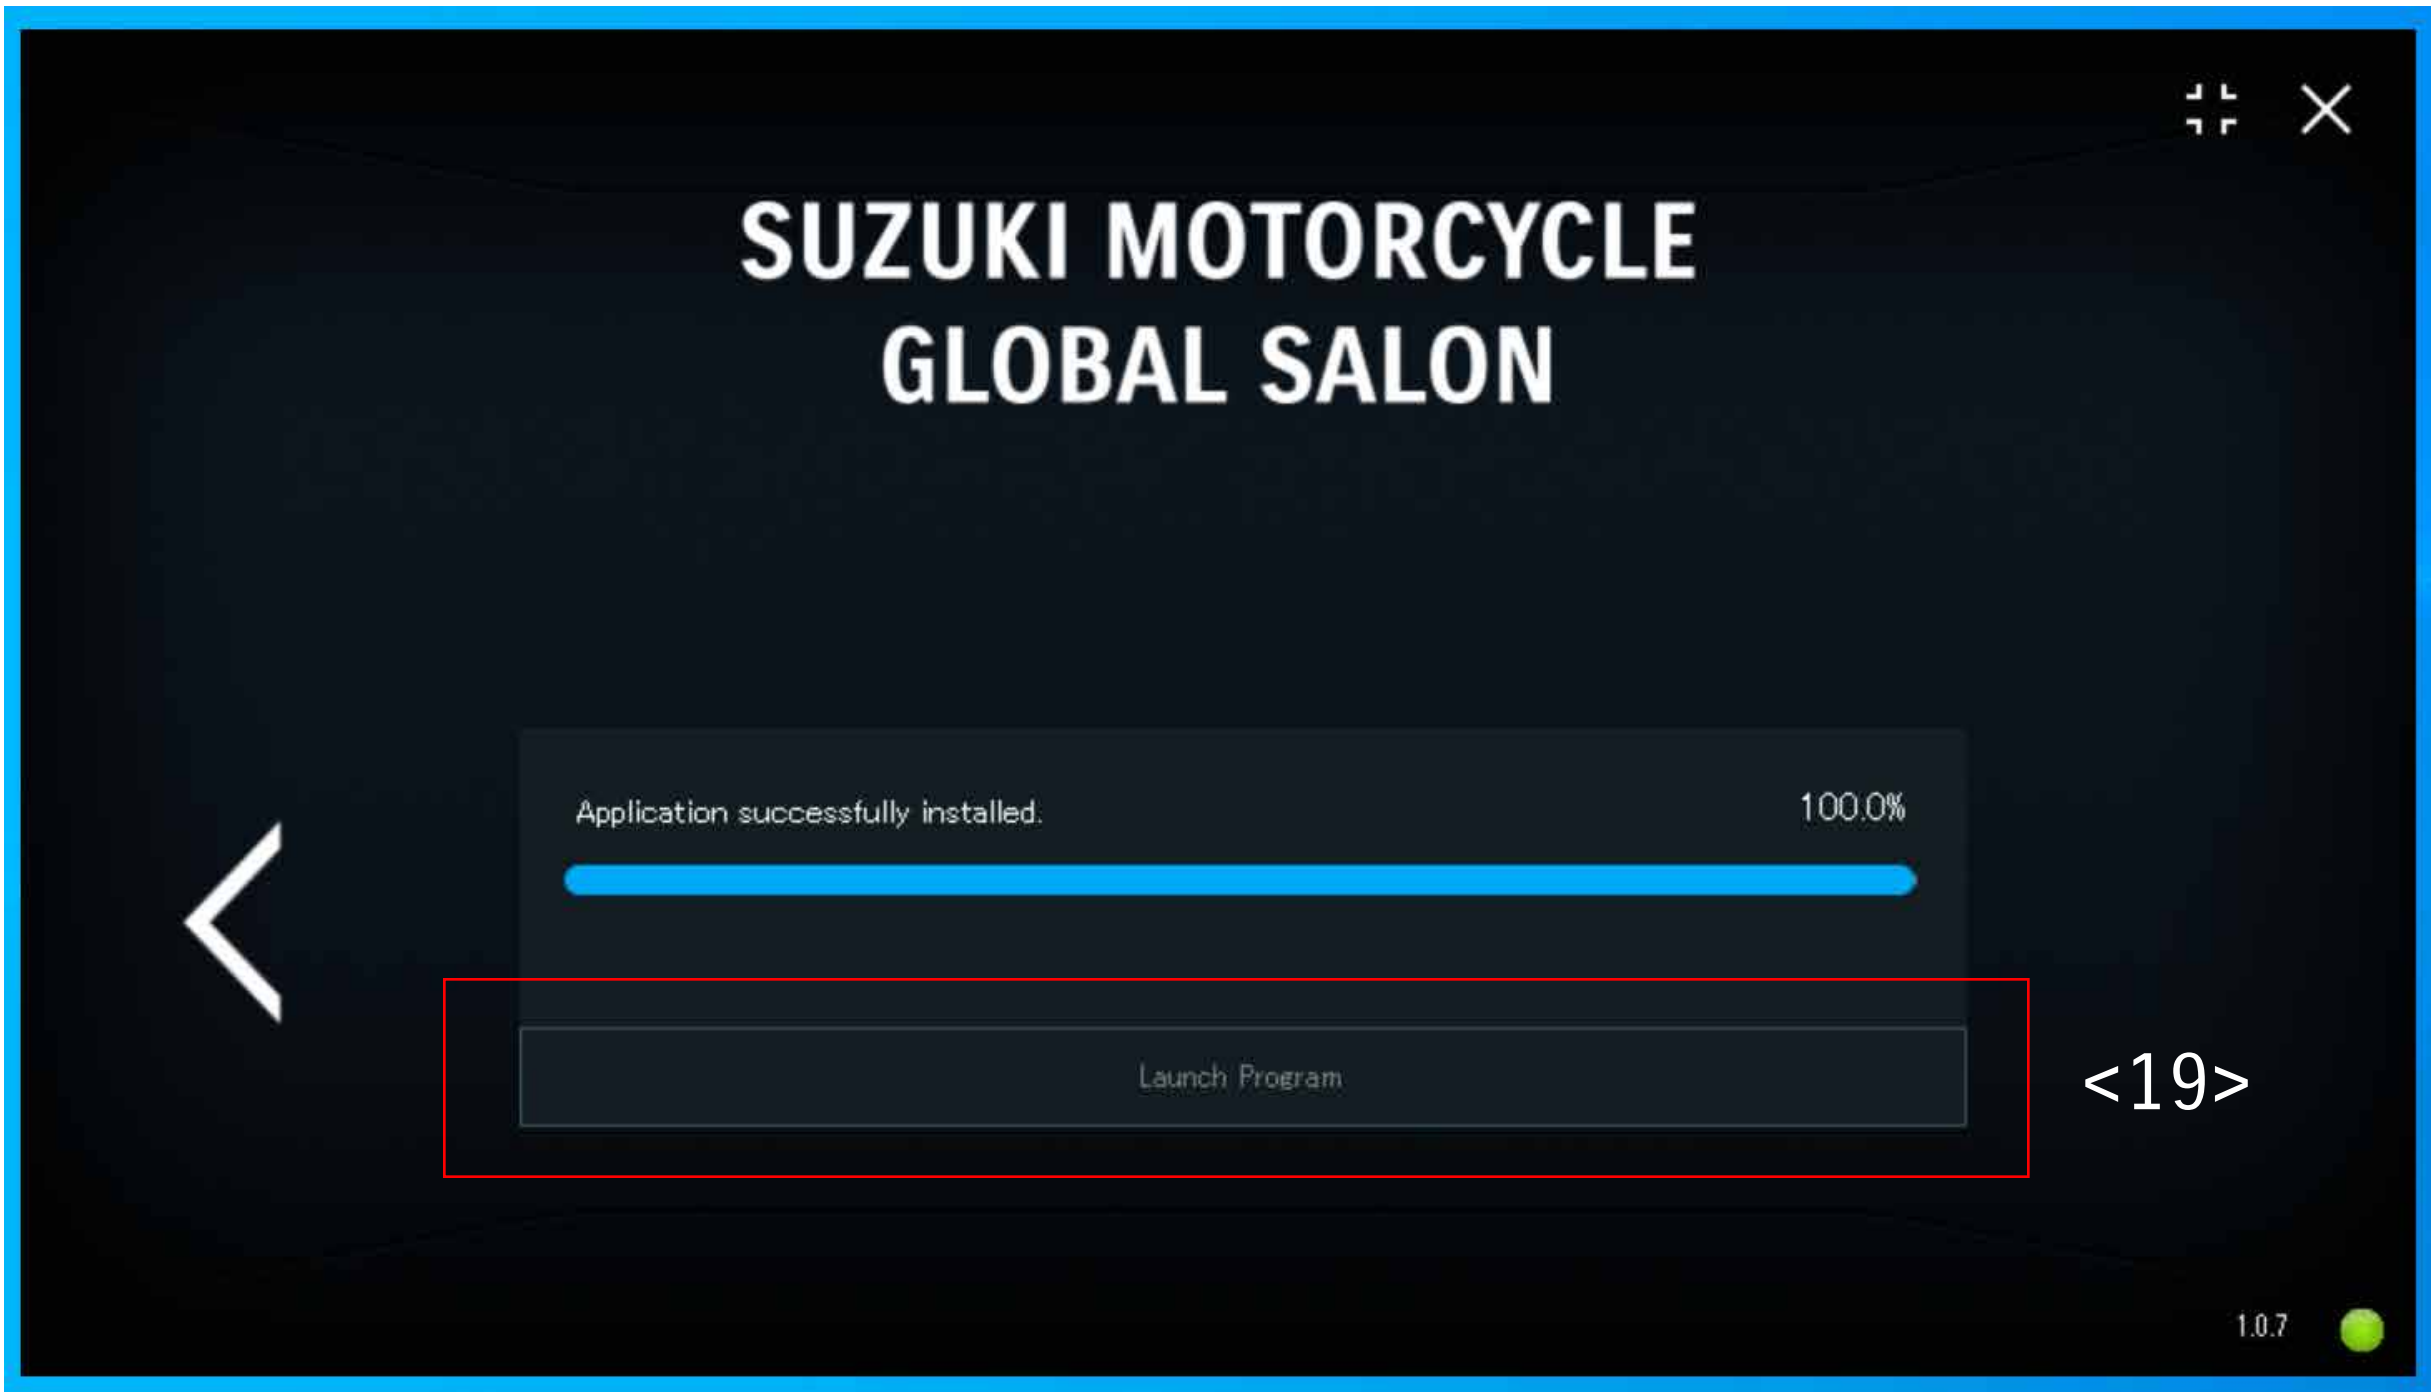 SUZUKI MOTORCYCLE
GLOBAL SALON
Application successfully installed.
100.0%
Launch Program
<19>
1.0.7